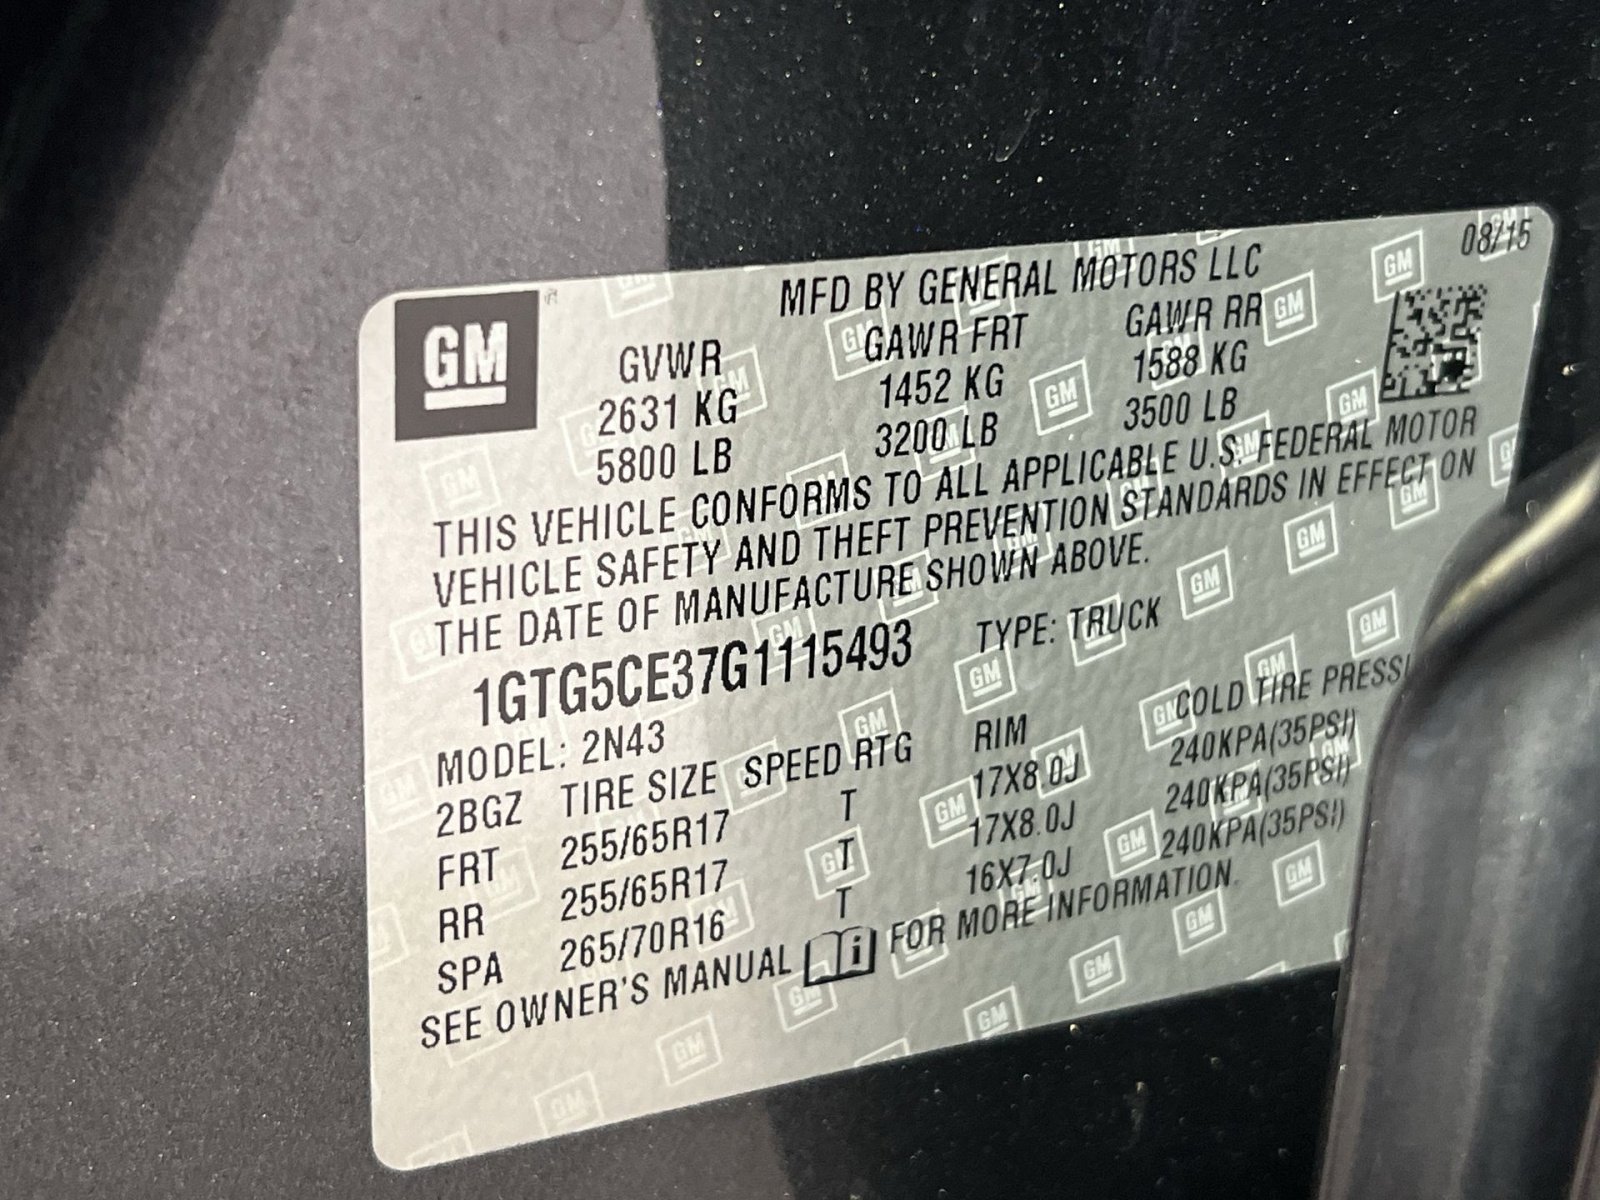 08/15
MFD BY GENERAL MOTORS LLC
GM
GVWR GAWR FRT GAWR RR
2631 KG 1452 KG 1588 KG
5800 LB 3200 LB 3500 LB
THIS VEHICLE CONFORMS TO ALL APPLICABLE U.S. FEDERAL MOTOR
VEHICLE SAFETY AND THEFT PREVENTION STANDARDS IN EFFECT ON
THE DATE OF MANUFACTURE SHOWN ABOVE.
1GTG5CE37G1115493 TYPE: TRUCK
MODEL: 2N43
2BGZ TIRE SIZE SPEED RTG RIM COLD TIRE PRESS
FRT 255/65R17 T 17X8.0J 240KPA(35PSI)
RR 255/65R17 T 17X8.0J 240KPA(35PSI)
SPA 265/70R16 T 16X7.0J 240KPA(35PSI)
SEE OWNER'S MANUAL i FOR MORE INFORMATION.